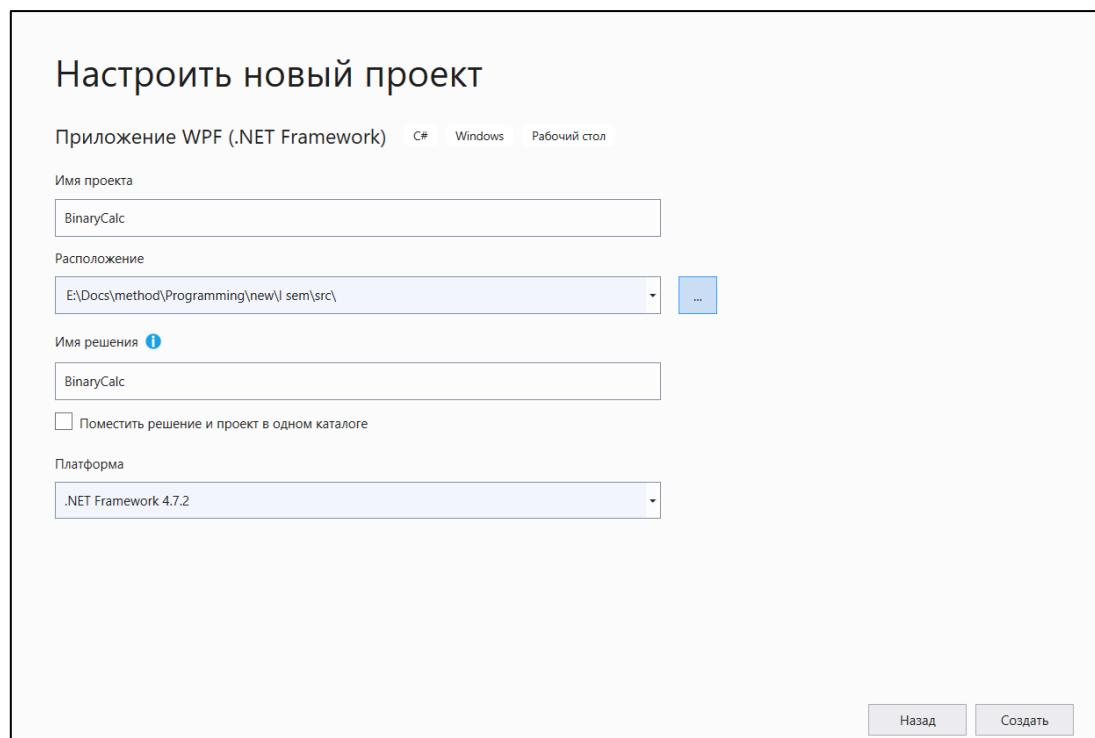 Настроить новый проект
Приложение WPF (.NET Framework) C# Windows Рабочий стол
Имя проекта
BinaryCalc
Расположение
E:\Docs\method\Programming\new\I sem\src\ ...
Имя решения
BinaryCalc
Поместить решение и проект в одном каталоге
Платформа
.NET Framework 4.7.2
Назад Создать